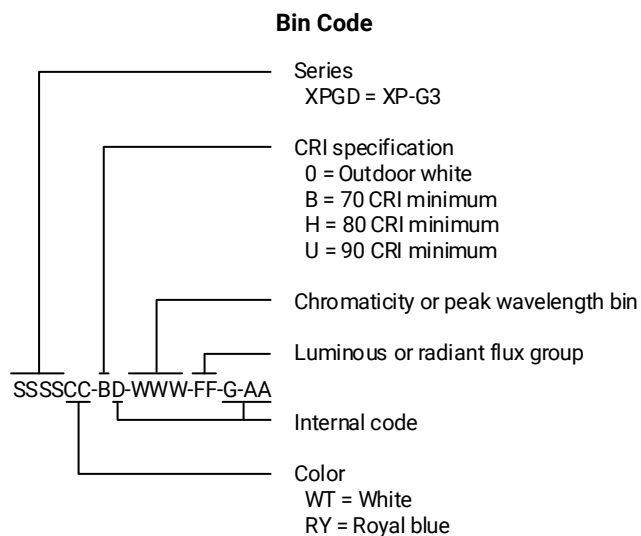 Bin Code
Series
XPGD = XP-G3
CRI specification
0 = Outdoor white
B = 70 CRI minimum
H = 80 CRI minimum
U = 90 CRI minimum
Chromaticity or peak wavelength bin
Luminous or radiant flux group
SSSSCC-BD-WWW-FF-G-AA
Internal code
Color
WT = White
RY = Royal blue